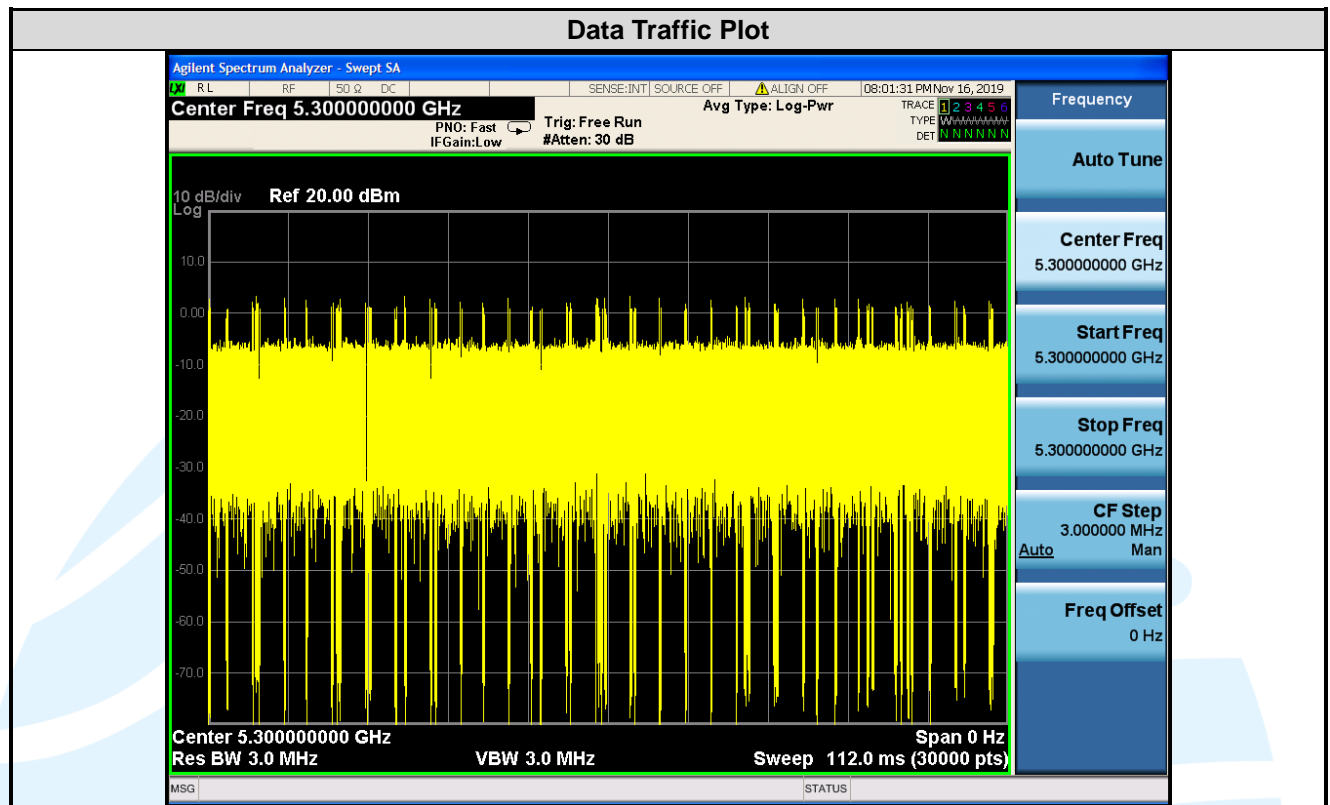 Data Traffic Plot
Agilent Spectrum Analyzer - Swept SA
LXI RL RF 50 Ω DC SENSE:INT SOURCE OFF ALIGN OFF 08:01:31 PM Nov 16, 2019
Center Freq 5.300000000 GHz Avg Type: Log-Pwr TRACE 1 2 3 4 5 6
PNO: Fast Trig: Free Run TYPE
IFGain:Low #Atten: 30 dB DET N N N N N N
10 dB/div Ref 20.00 dBm
Log
10.0
0.00
-10.0
-20.0
-30.0
-40.0
-50.0
-60.0
-70.0
Center 5.300000000 GHz Span 0 Hz
Res BW 3.0 MHz VBW 3.0 MHz Sweep 112.0 ms (30000 pts)
MSG STATUS
Frequency
Auto Tune
Center Freq
5.300000000 GHz
Start Freq
5.300000000 GHz
Stop Freq
5.300000000 GHz
CF Step
3.000000 MHz
Auto Man
Freq Offset
0 Hz